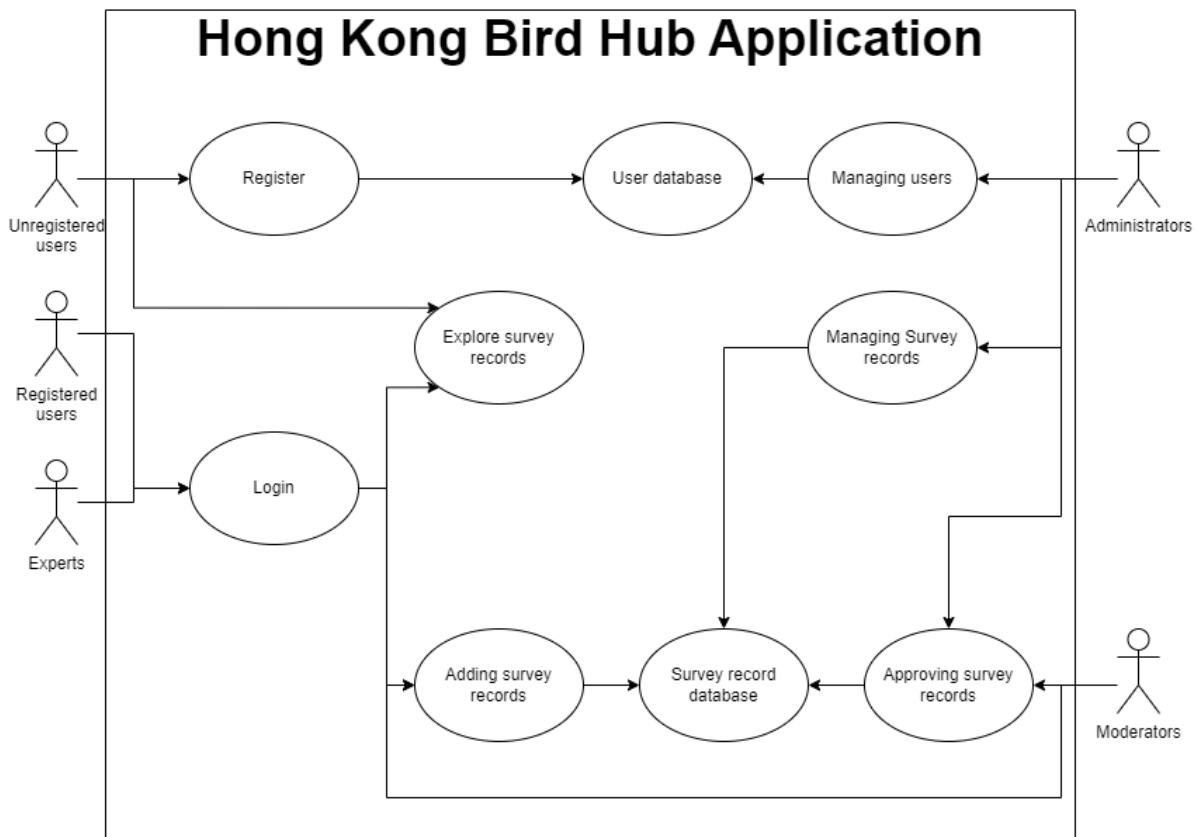 Hong Kong Bird Hub Application
Register
User database
Managing users
Unregistered
users
Administrators
Explore survey
records
Managing Survey
records
Registered
users
Login
Experts
Adding survey
records
Survey record
database
Approving survey
records
Moderators